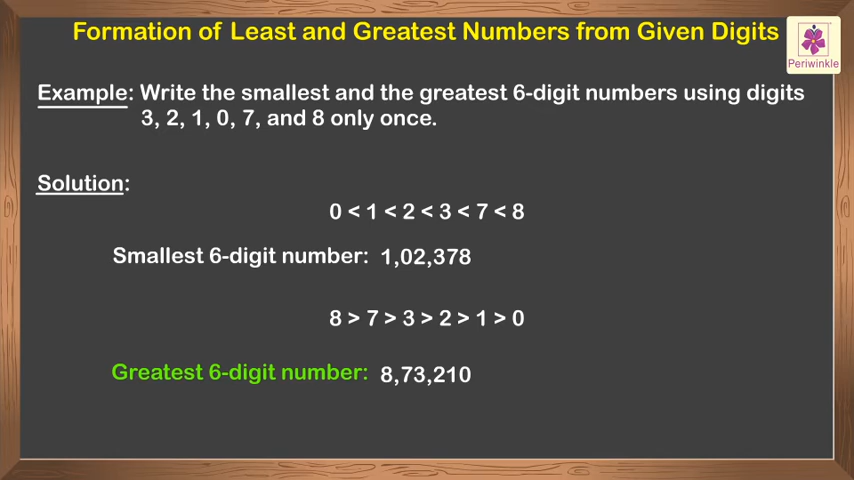 Formation of Least and Greatest Numbers from Given Digits
Periwinkle
Example: Write the smallest and the greatest 6-digit numbers using digits
3, 2, 1, 0, 7, and 8 only once.
Solution:
0 < 1 < 2 < 3 < 7 < 8
Smallest 6-digit number: 1,02,378
8 > 7 > 3 > 2 > 1 > 0
Greatest 6-digit number: 8,73,210